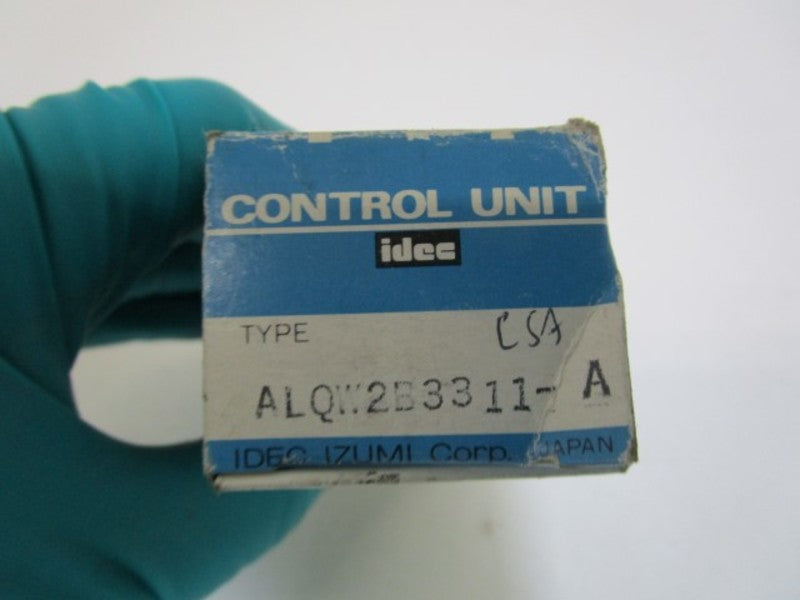 CONTROL UNIT
idec
TYPE CSA
ALQW2B3311-A
IDEC IZUMI Corp. JAPAN